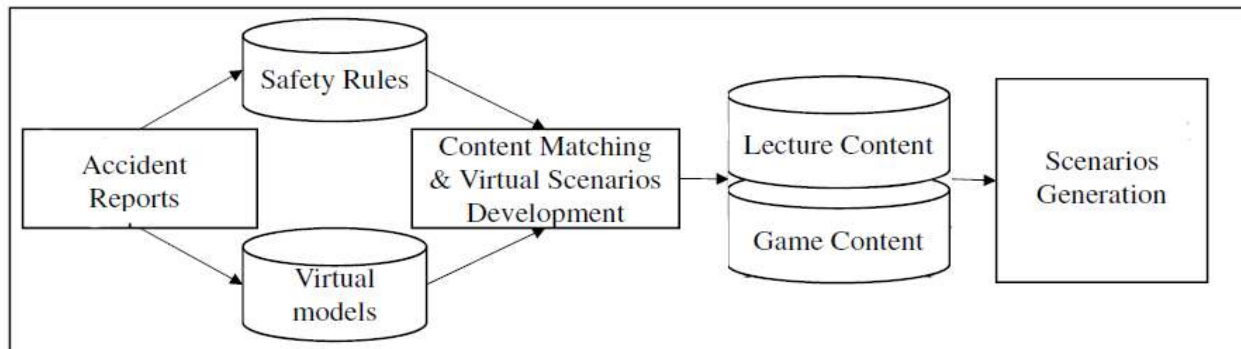 Safety Rules
Accident
Reports
Content Matching
& Virtual Scenarios
Development
Virtual
models
Lecture Content
Game Content
Scenarios
Generation